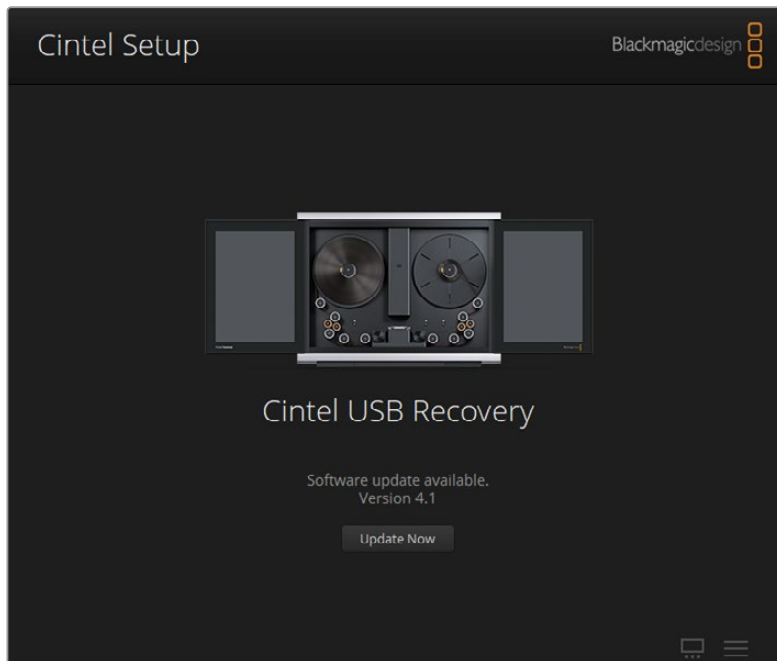 Cintel Setup
Blackmagicdesign
Cintel USB Recovery
Software update available.
Version 4.1
Update Now